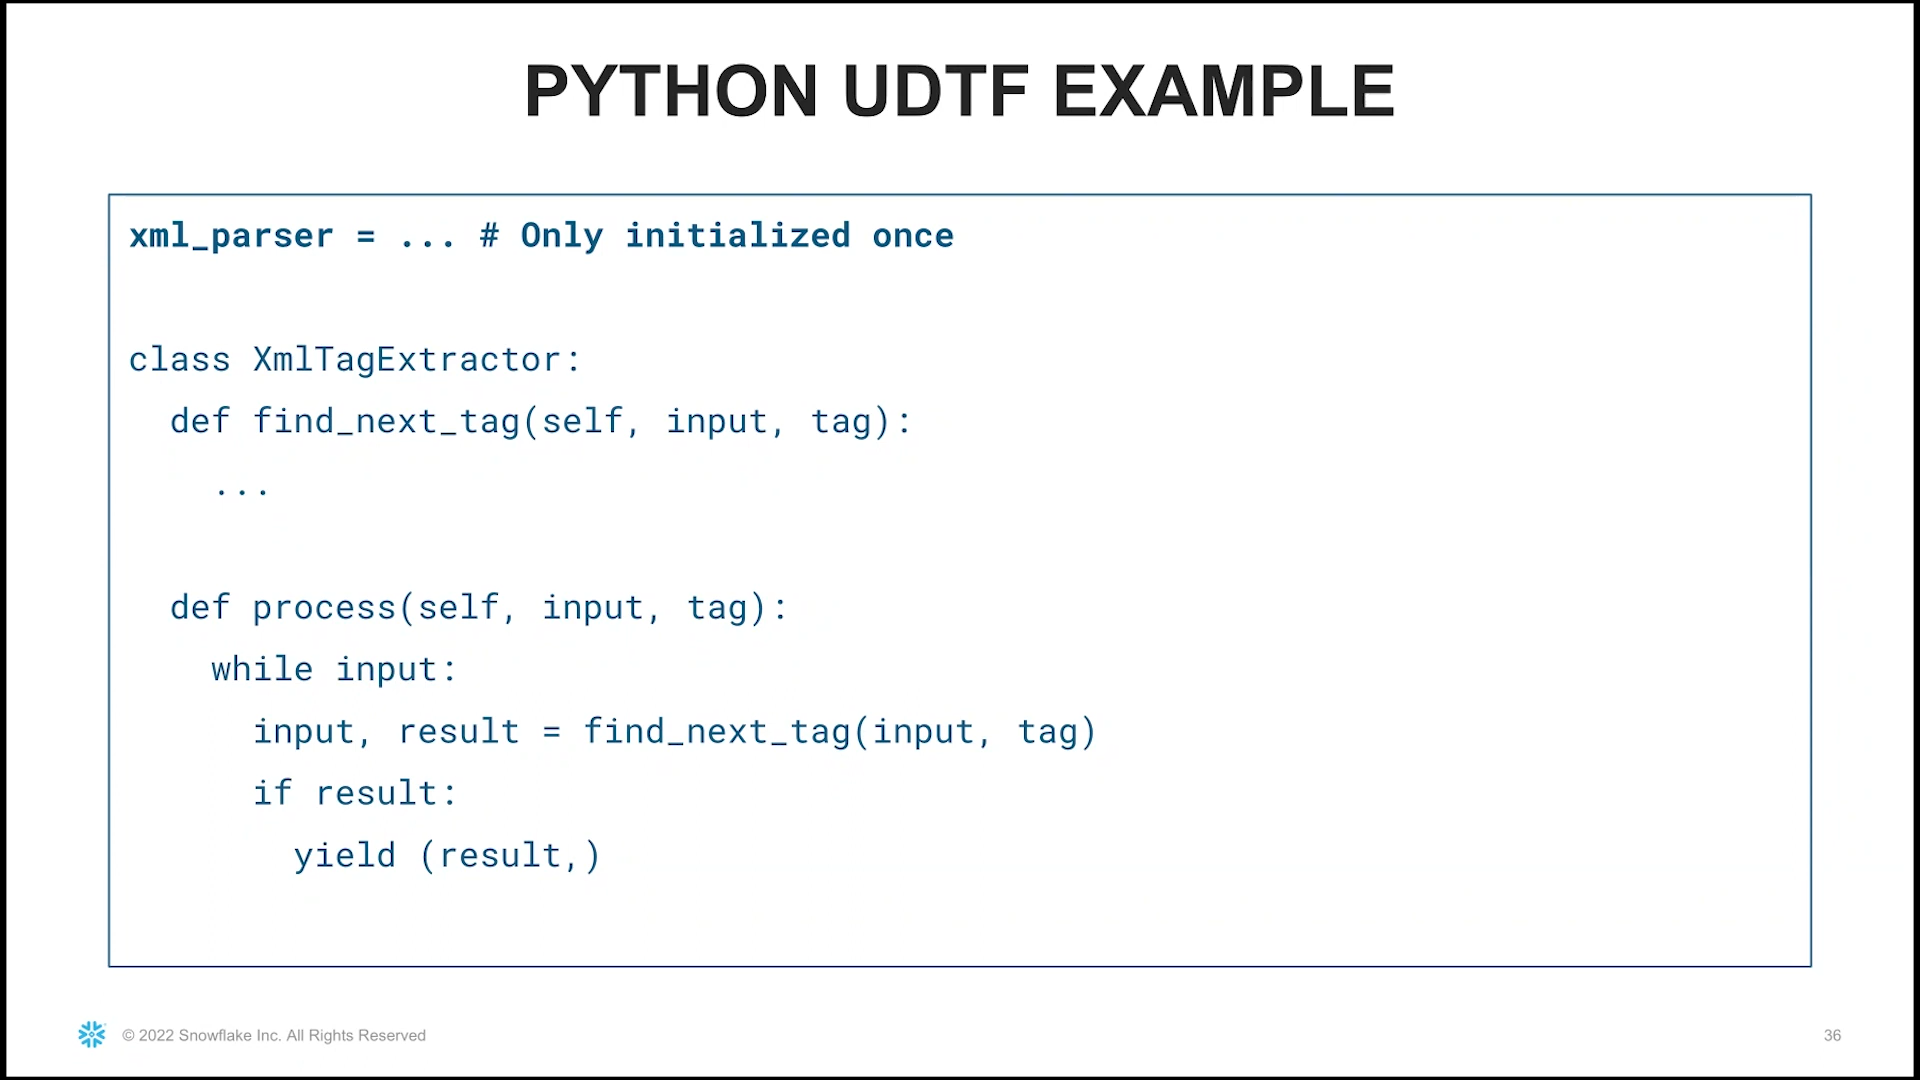 PYTHON UDTF EXAMPLE
xml_parser = ... # Only initialized once
class XmlTagExtractor:
def find_next_tag(self, input, tag):
...
def process(self, input, tag):
while input:
input, result = find_next_tag(input, tag)
if result:
yield (result,)
© 2022 Snowflake Inc. All Rights Reserved
36